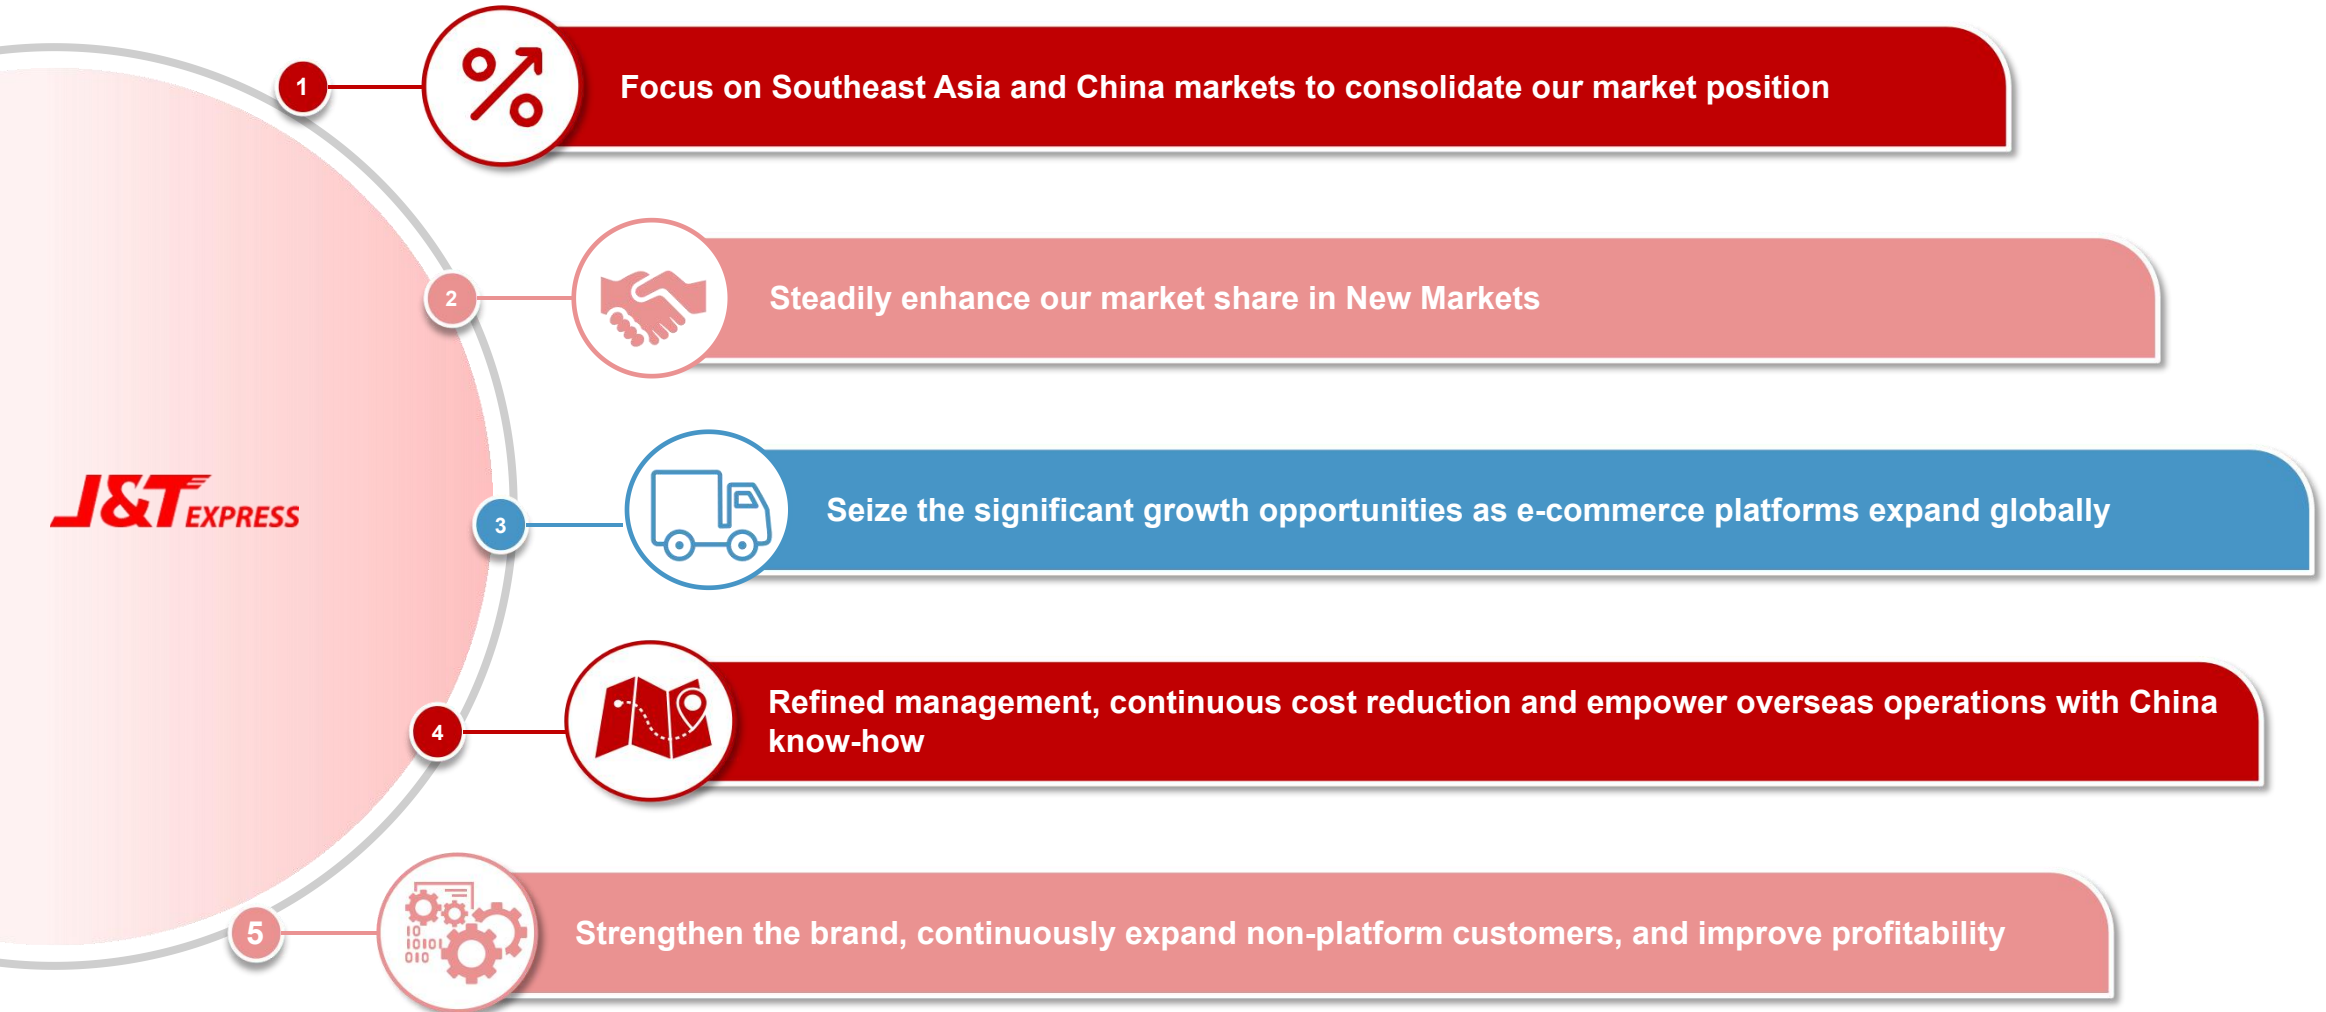 1
Focus on Southeast Asia and China markets to consolidate our market position
2
Steadily enhance our market share in New Markets
J&T EXPRESS
3
Seize the significant growth opportunities as e-commerce platforms expand globally
4
Refined management, continuous cost reduction and empower overseas operations with China
know-how
5
Strengthen the brand, continuously expand non-platform customers, and improve profitability
10
10101
010